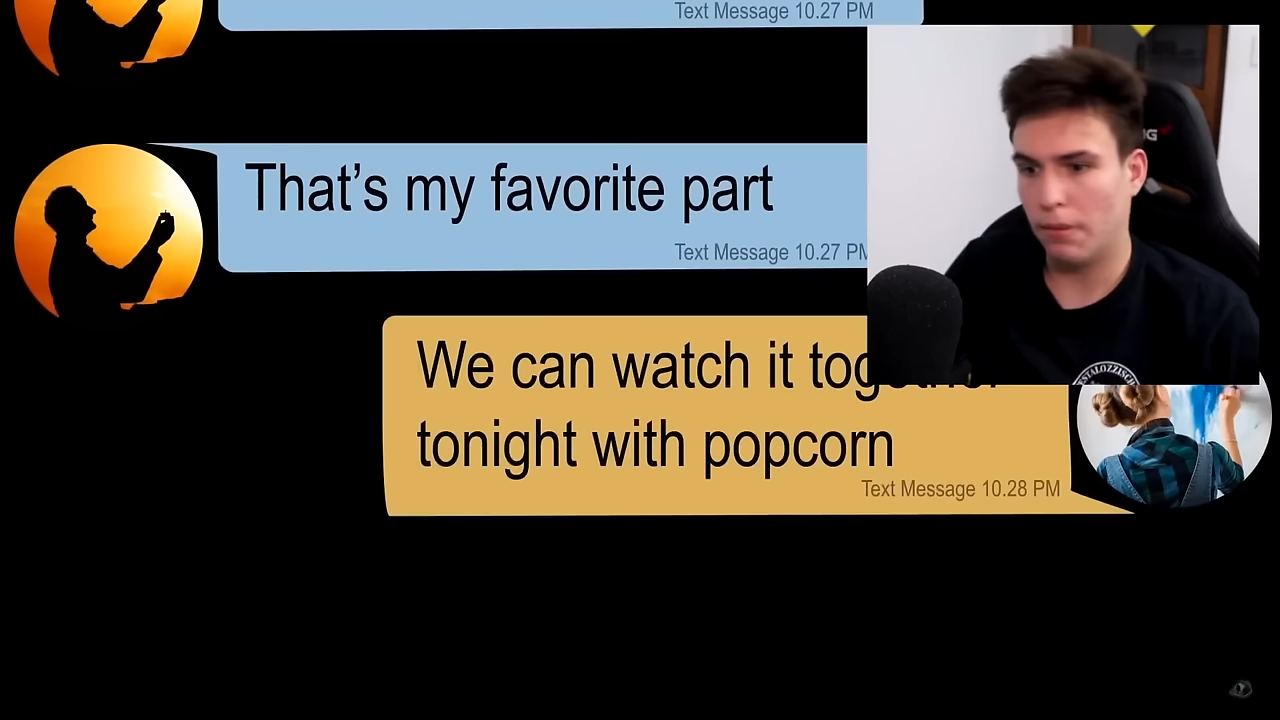 Text Message 10.27 PM
That's my favorite part
Text Message 10.27 PM
We can watch it together
tonight with popcorn
Text Message 10.28 PM